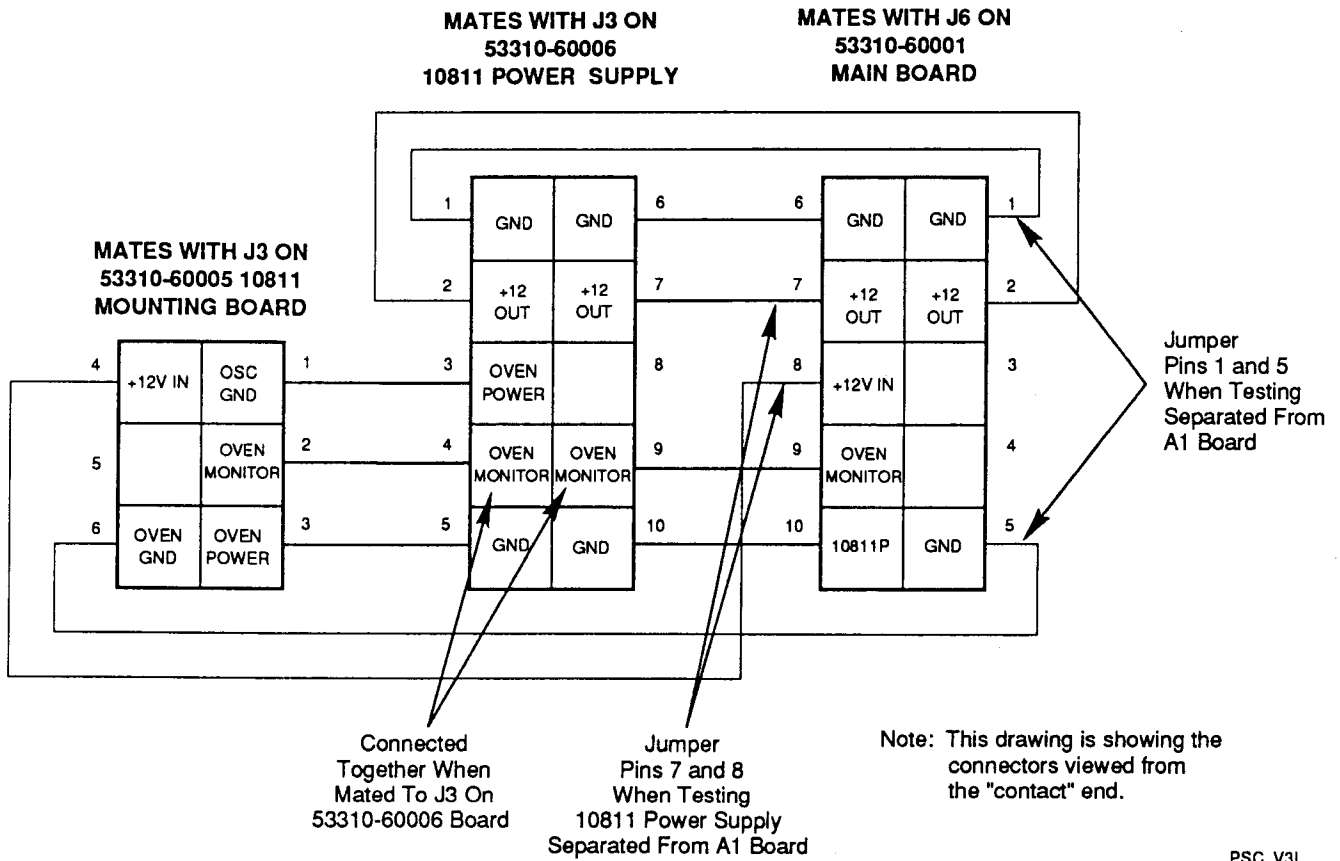 MATES WITH J3 ON
53310-60006
10811 POWER SUPPLY
MATES WITH J6 ON
53310-60001
MAIN BOARD
MATES WITH J3 ON
53310-60005 10811
MOUNTING BOARD
4
+12V IN
OSC
GND
1
5
OVEN
MONITOR
2
6
OVEN
GND
OVEN
POWER
3
1
GND
GND
6
2
+12
OUT
+12
OUT
7
3
OVEN
POWER
8
4
OVEN
MONITOR
OVEN
MONITOR
9
5
GND
GND
10
6
GND
GND
1
7
+12
OUT
+12
OUT
2
8
+12V IN
3
9
OVEN
MONITOR
4
10
10811P
GND
5
Jumper
Pins 1 and 5
When Testing
Separated From
A1 Board
Connected
Together When
Mated To J3 On
53310-60006 Board
Jumper
Pins 7 and 8
When Testing
10811 Power Supply
Separated From A1 Board
Note: This drawing is showing the
connectors viewed from
the "contact" end.